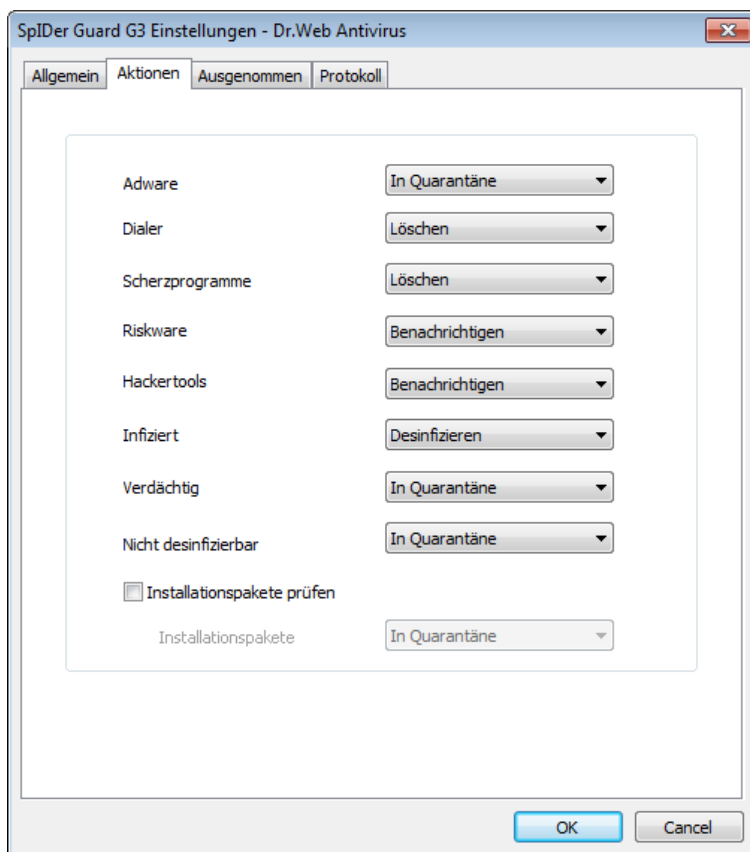 SpIDer Guard G3 Einstellungen - Dr.Web Antivirus
Allgemein Aktionen Ausgenommen Protokoll
Adware In Quarantäne
Dialer Löschen
Scherzprogramme Löschen
Riskware Benachrichtigen
Hackertools Benachrichtigen
Infiziert Desinfizieren
Verdächtig In Quarantäne
Nicht desinfizierbar In Quarantäne
Installationspakete prüfen
Installationspakete In Quarantäne
OK Cancel